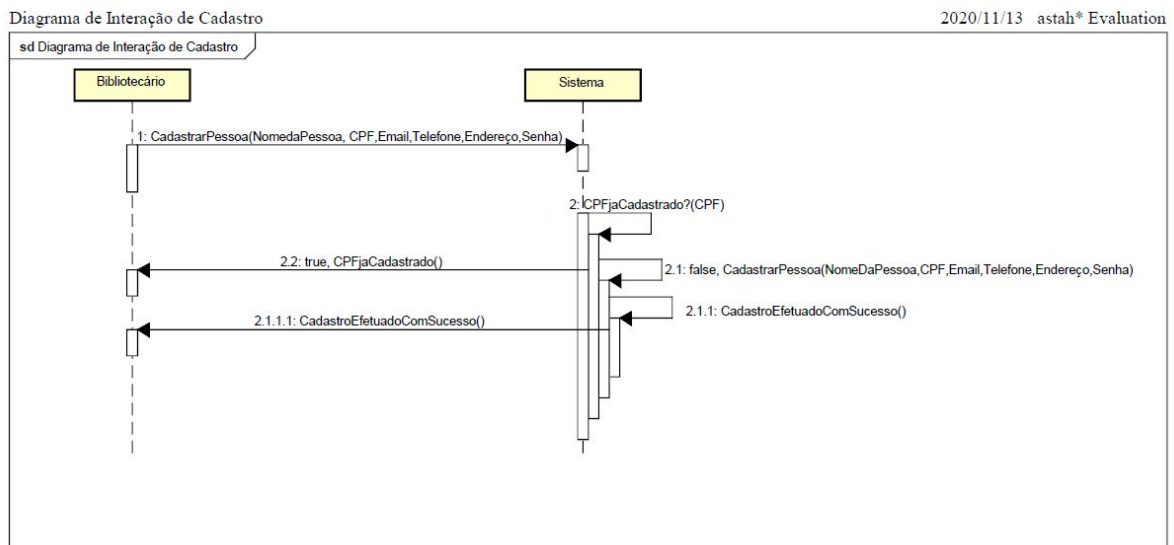 Diagrama de Interação de Cadastro
2020/11/13 astah* Evaluation
sd Diagrama de Interação de Cadastro
Bibliotecário
Sistema
1: CadastrarPessoa(NomedaPessoa, CPF,Email,Telefone,Endereço,Senha)
2: CPFjaCadastrado?(CPF)
2.2: true, CPFjaCadastrado()
2.1: false, CadastrarPessoa(NomeDaPessoa,CPF,Email,Telefone,Endereço,Senha)
2.1.1: CadastroEfetuadoComSucesso()
2.1.1.1: CadastroEfetuadoComSucesso()